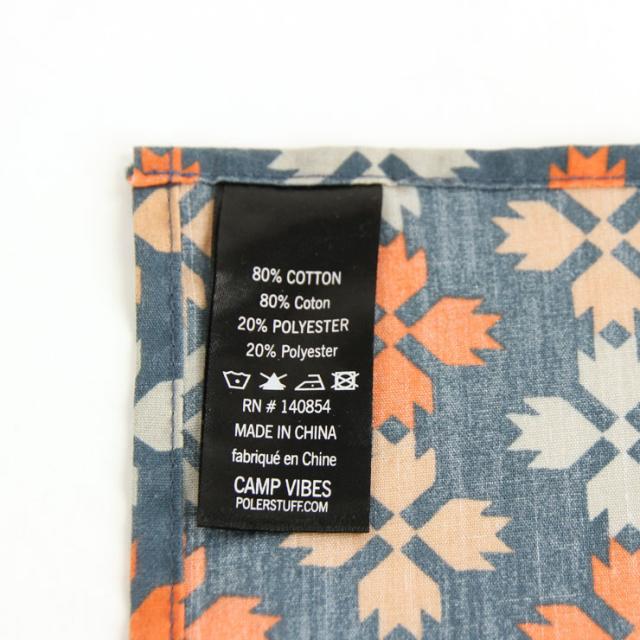 80% COTTON
80% Coton
20% POLYESTER
20% Polyester
RN # 140854
MADE IN CHINA
fabriqué en Chine
CAMP VIBES
POLERSTUFF.COM